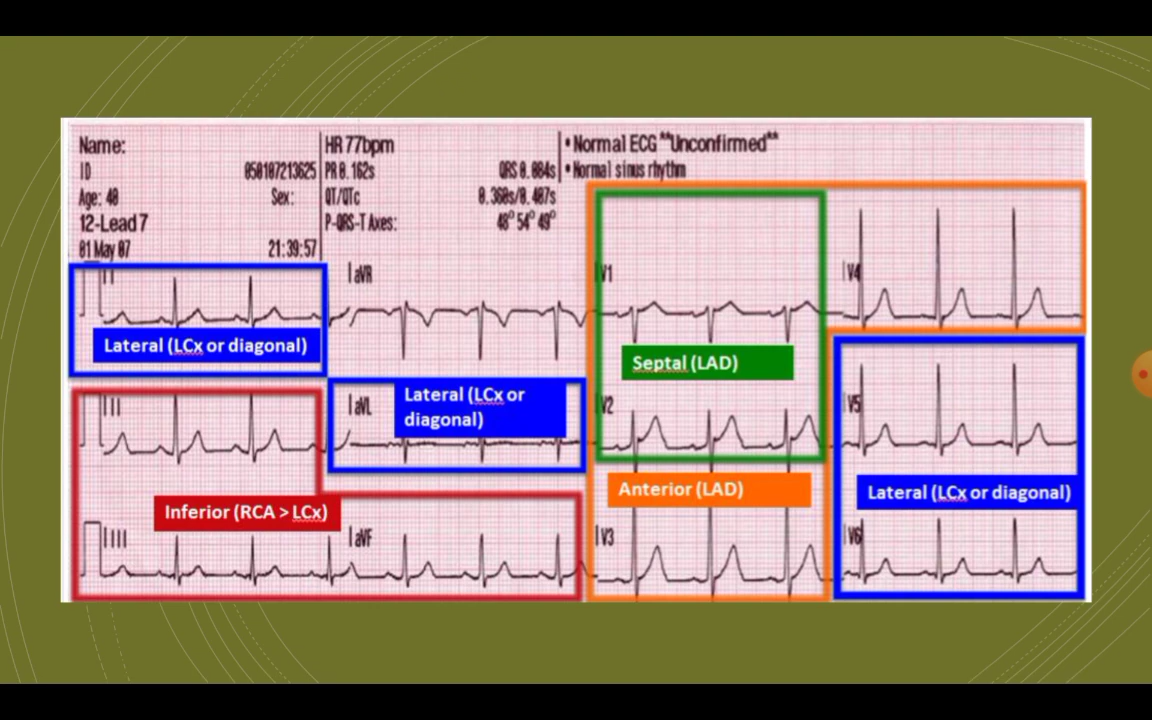 Name:
ID 050107213625
Age: 40 Sex:
12-Lead 7
01 May 07 21:39:57
HR 77bpm
PR 0.162s QRS 0.084s
QT/QTc 0.360s/0.407s
P-QRS-T Axes: 48° 54° 49°
• Normal ECG **Unconfirmed**
• Normal sinus rhythm
I
aVR
V1
V4
Lateral (LCx or diagonal)
Septal (LAD)
II
aVL
Lateral (LCx or
diagonal)
V2
V5
Anterior (LAD)
Lateral (LCx or diagonal)
Inferior (RCA > LCx)
III
aVF
V3
V6